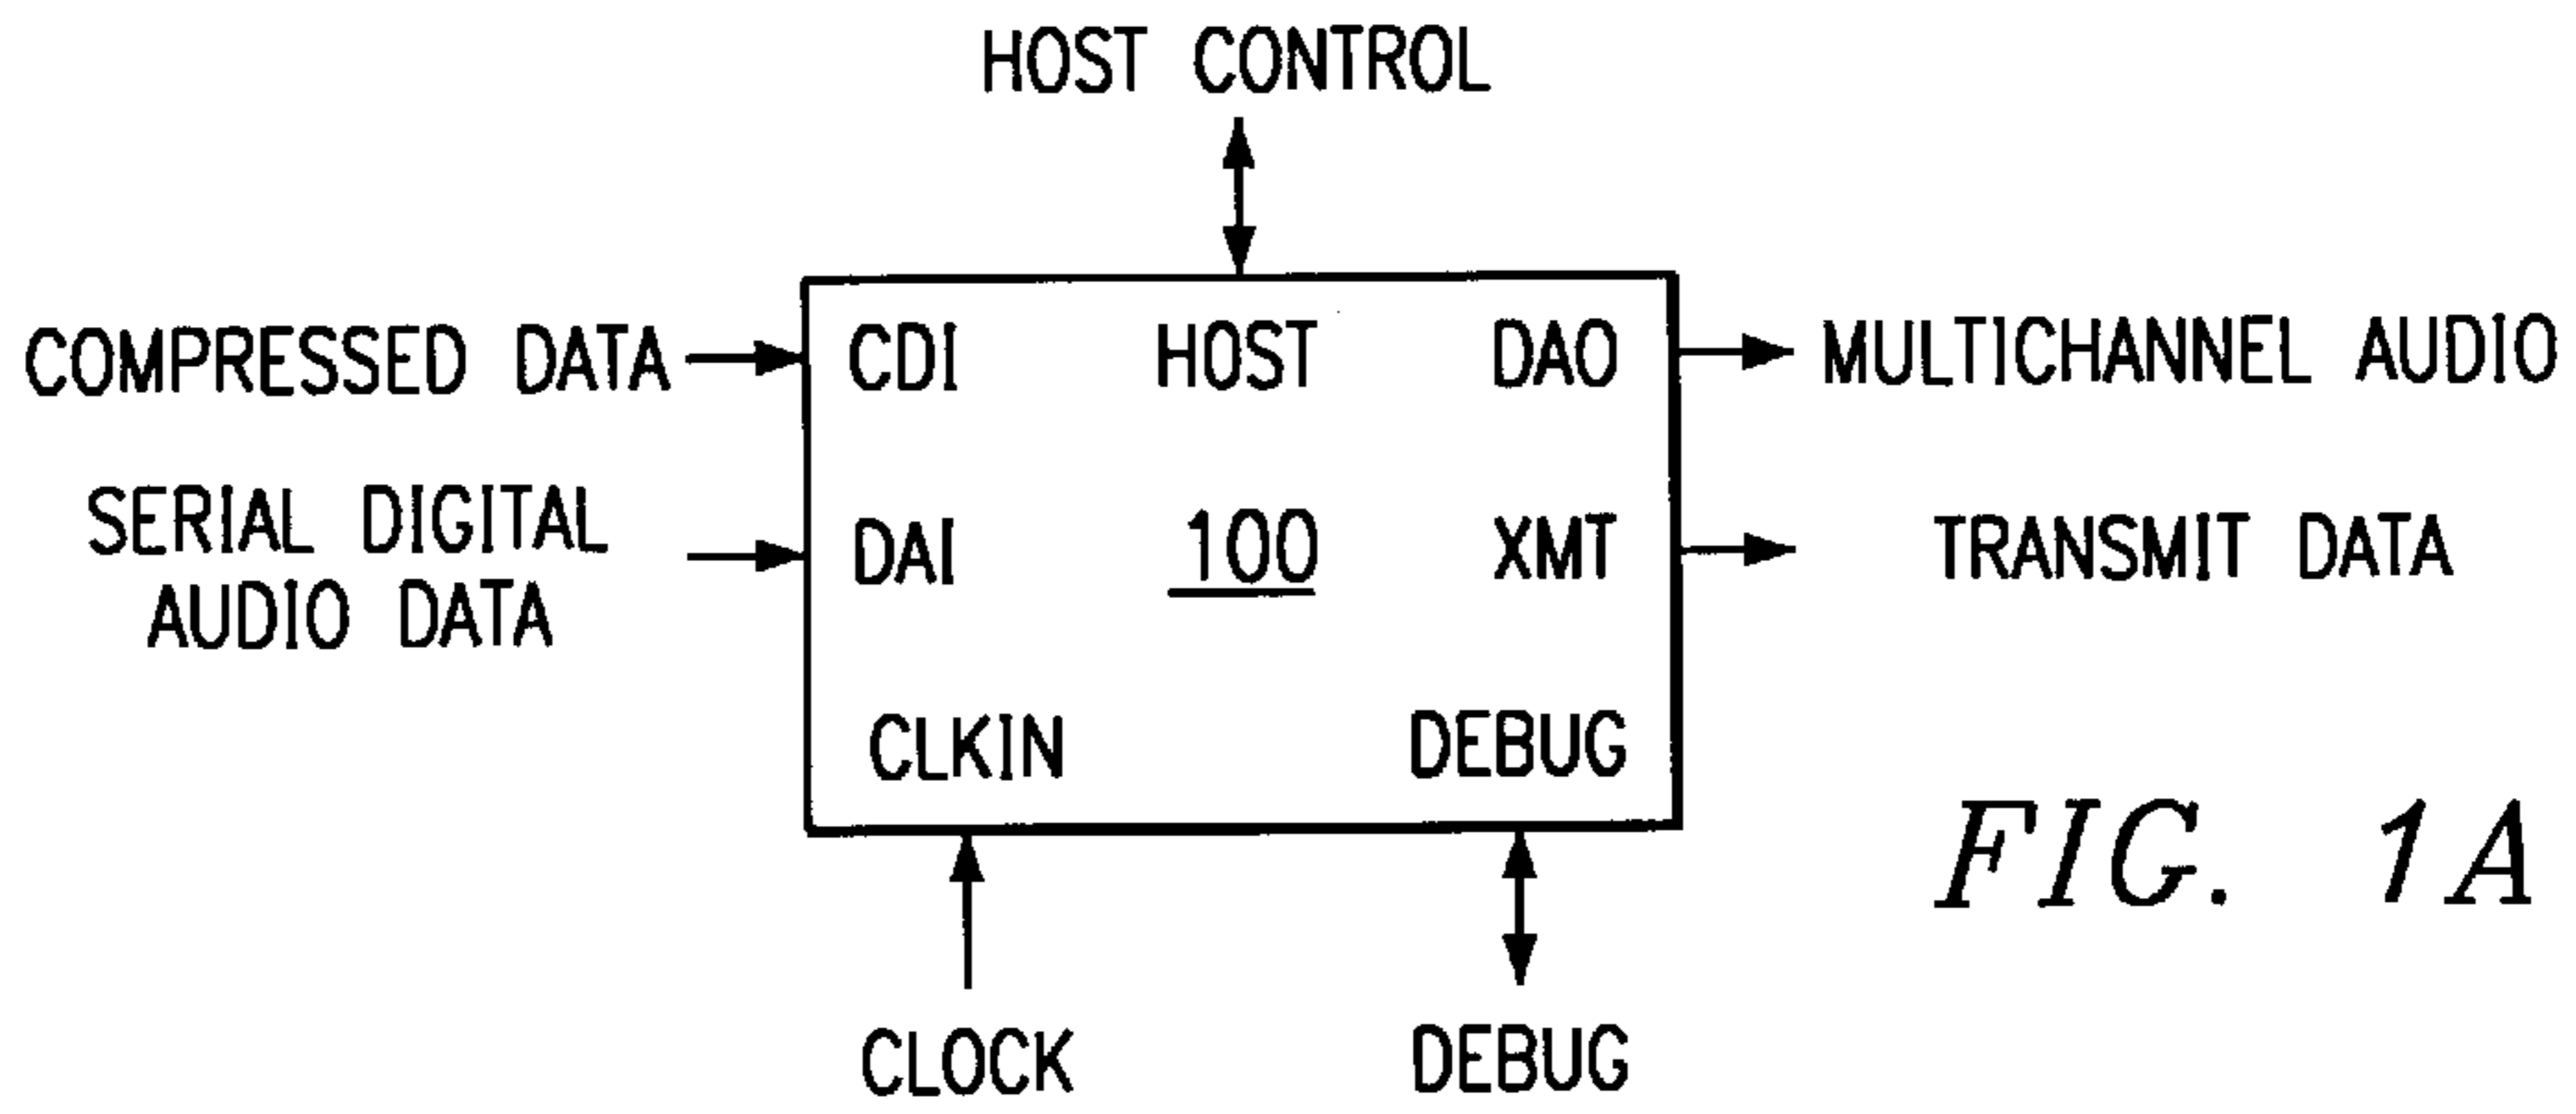 HOST CONTROL
COMPRESSED DATA
CDI
HOST
DAO
MULTICHANNEL AUDIO
SERIAL DIGITAL
AUDIO DATA
DAI
100
XMT
TRANSMIT DATA
CLKIN
DEBUG
FIG. 1A
CLOCK
DEBUG